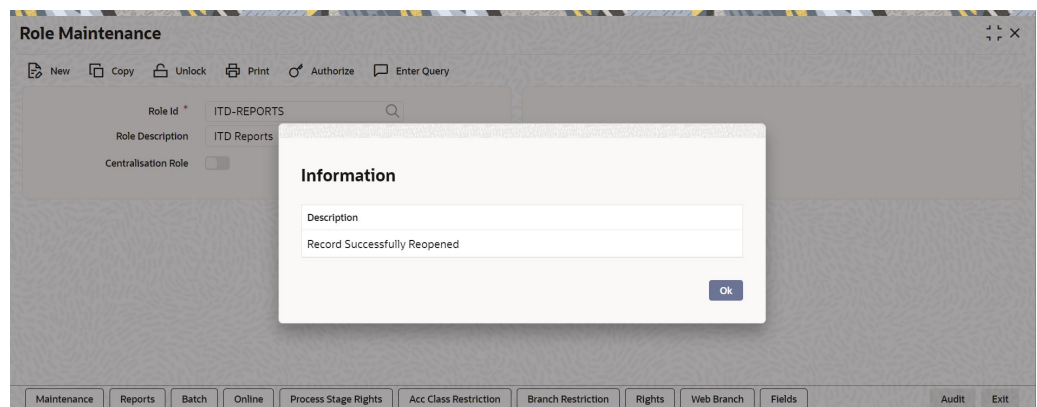 Role Maintenance
New Copy Unlock Print Authorize Enter Query
Role Id * ITD-REPORTS
Role Description ITD Reports
Centralisation Role
Information
Description
Record Successfully Reopened
Ok
Maintenance Reports Batch Online Process Stage Rights Acc Class Restriction Branch Restriction Rights Web Branch Fields Audit Exit